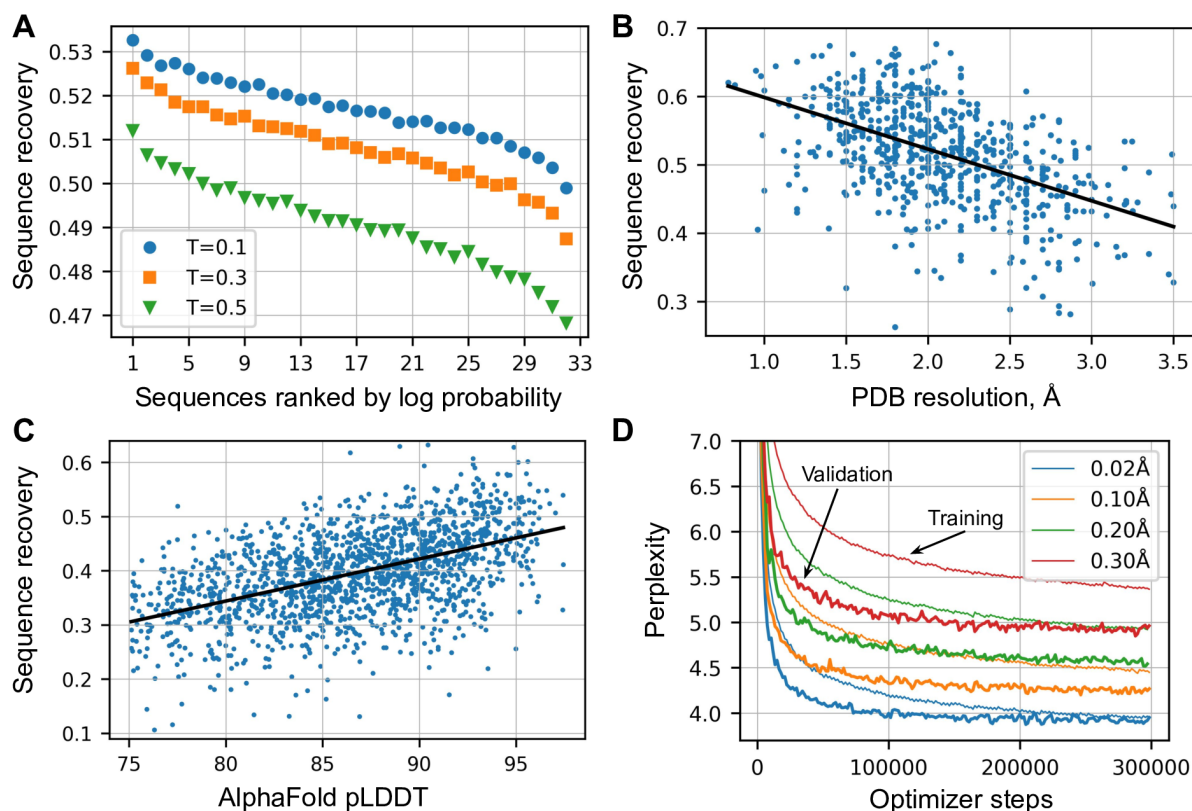 A
Sequence recovery
0.53
0.52
0.51
0.50
0.49
0.48
0.47
T=0.1
T=0.3
T=0.5
1 5 9 13 17 21 25 29 33
Sequences ranked by log probability
B
Sequence recovery
0.7
0.6
0.5
0.4
0.3
1.0 1.5 2.0 2.5 3.0 3.5
PDB resolution, Å
C
Sequence recovery
0.6
0.5
0.4
0.3
0.2
0.1
75 80 85 90 95
AlphaFold pLDDT
D
Perplexity
7.0
6.5
6.0
5.5
5.0
4.5
4.0
Validation
Training
0.02Å
0.10Å
0.20Å
0.30Å
0 100000 200000 300000
Optimizer steps